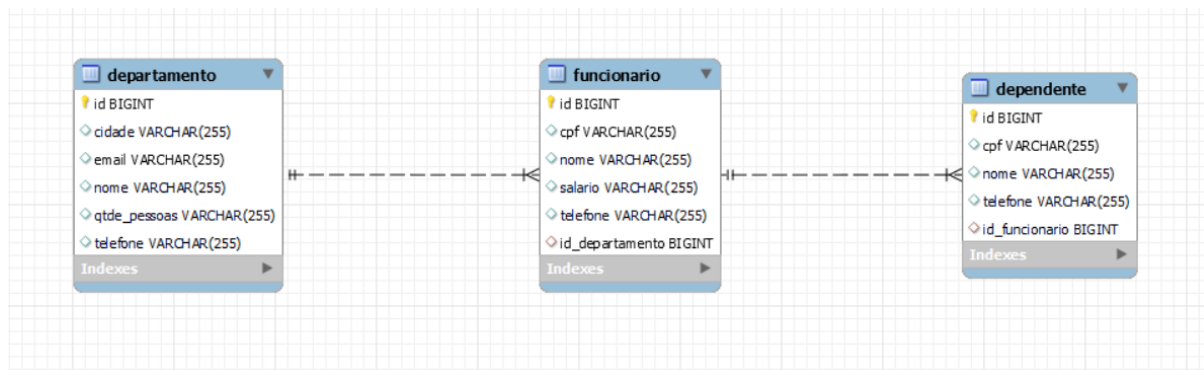 departamento
id BIGINT
cidade VARCHAR(255)
email VARCHAR(255)
nome VARCHAR(255)
qtde_pessoas VARCHAR(255)
telefone VARCHAR(255)
Indexes
funcionario
id BIGINT
cpf VARCHAR(255)
nome VARCHAR(255)
salario VARCHAR(255)
telefone VARCHAR(255)
id_departamento BIGINT
Indexes
dependente
id BIGINT
cpf VARCHAR(255)
nome VARCHAR(255)
telefone VARCHAR(255)
id_funcionario BIGINT
Indexes